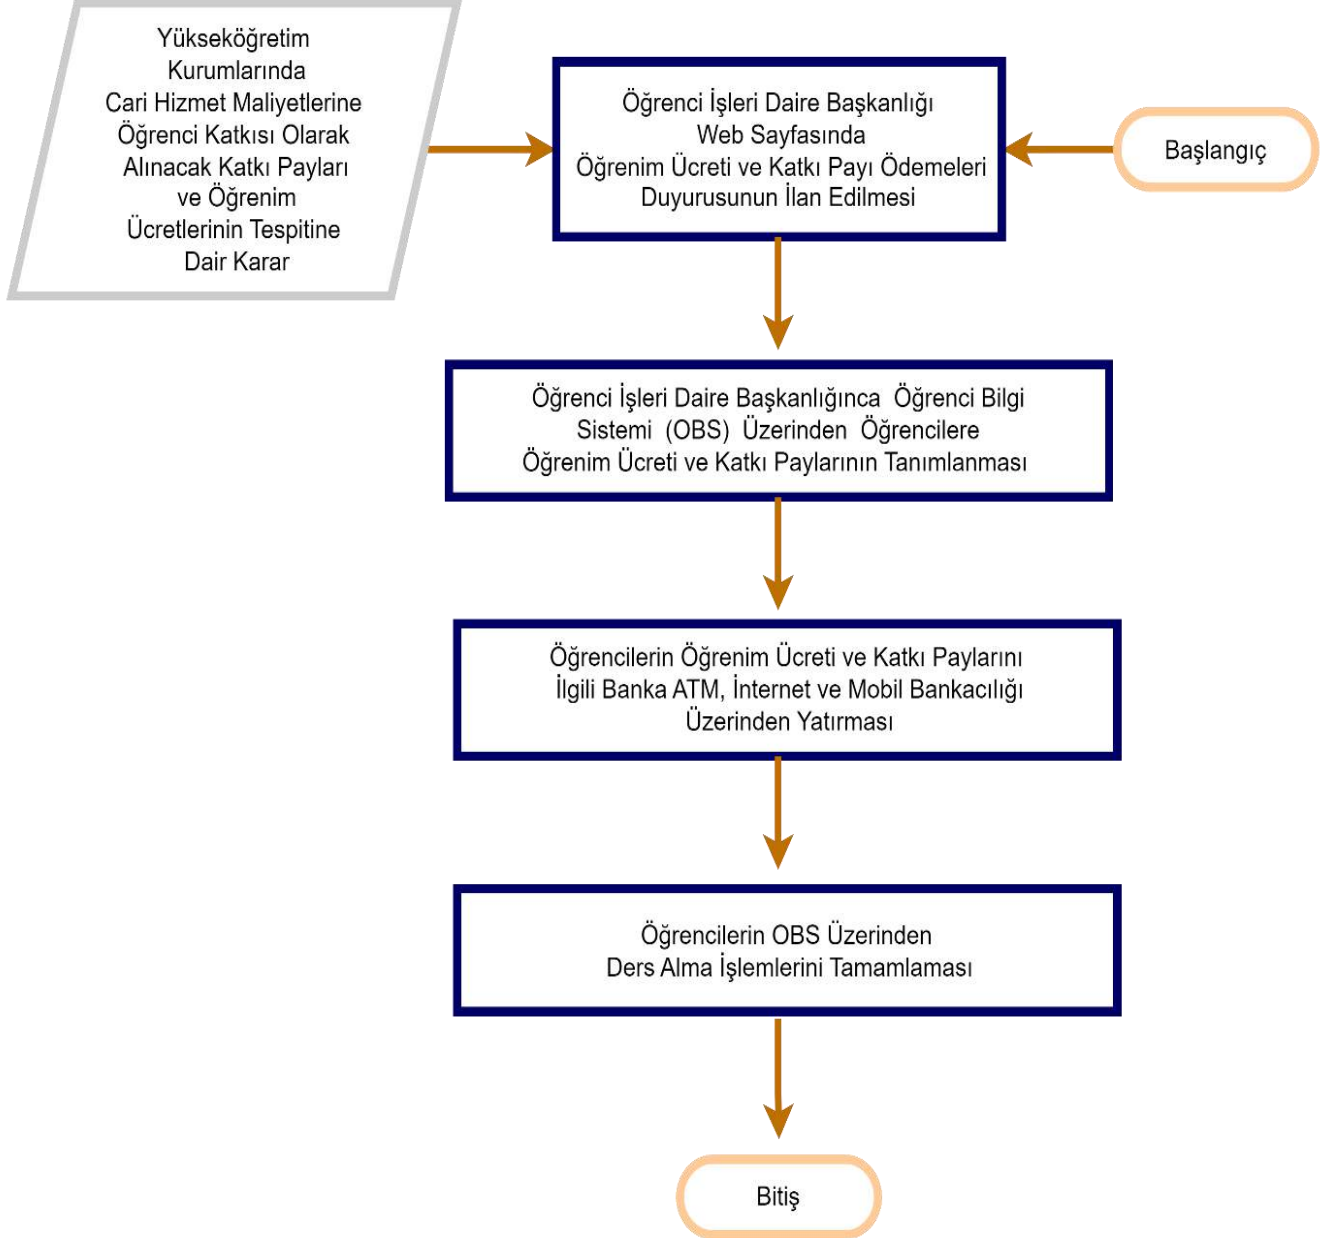 Yükseköğretim
Kurumlarında
Cari Hizmet Maliyetlerine
Öğrenci Katkısı Olarak
Alınacak Katkı Payları
ve Öğrenim
Ücretlerinin Tespitine
Dair Karar
Öğrenci İşleri Daire Başkanlığı
Web Sayfasında
Öğrenim Ücreti ve Katkı Payı Ödemeleri
Duyurusunun İlan Edilmesi
Başlangıç
Öğrenci İşleri Daire Başkanlığınca Öğrenci Bilgi
Sistemi (OBS) Üzerinden Öğrencilere
Öğrenim Ücreti ve Katkı Paylarının Tanımlanması
Öğrencilerin Öğrenim Ücreti ve Katkı Paylarını
İlgili Banka ATM, İnternet ve Mobil Bankacılığı
Üzerinden Yatırması
Öğrencilerin OBS Üzerinden
Ders Alma İşlemlerini Tamamlaması
Bitiş